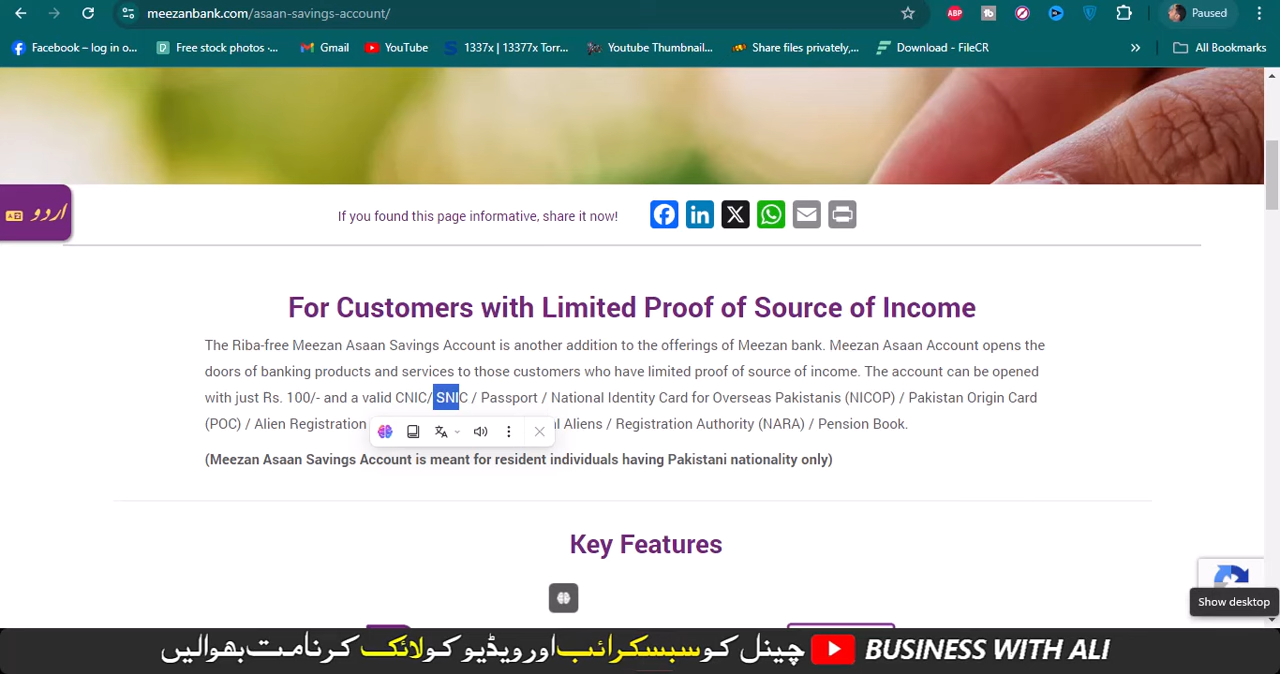 meezanbank.com/asaan-savings-account/
Paused
Facebook – log in o...
Free stock photos ·...
Gmail
YouTube
1337x | 13377x Torr...
Youtube Thumbnail...
Share files privately,...
Download - FileCR
All Bookmarks
اردو
If you found this page informative, share it now!
For Customers with Limited Proof of Source of Income
The Riba-free Meezan Asaan Savings Account is another addition to the offerings of Meezan bank. Meezan Asaan Account opens the
doors of banking products and services to those customers who have limited proof of source of income. The account can be opened
with just Rs. 100/- and a valid CNIC/ SNIC / Passport / National Identity Card for Overseas Pakistanis (NICOP) / Pakistan Origin Card
(POC) / Alien Registration Aliens / Registration Authority (NARA) / Pension Book.
(Meezan Asaan Savings Account is meant for resident individuals having Pakistani nationality only)
Key Features
Show desktop
چینل کو سبسکرائب اور ویڈیو کو لائک کرنا مت بھوالیں BUSINESS WITH ALI